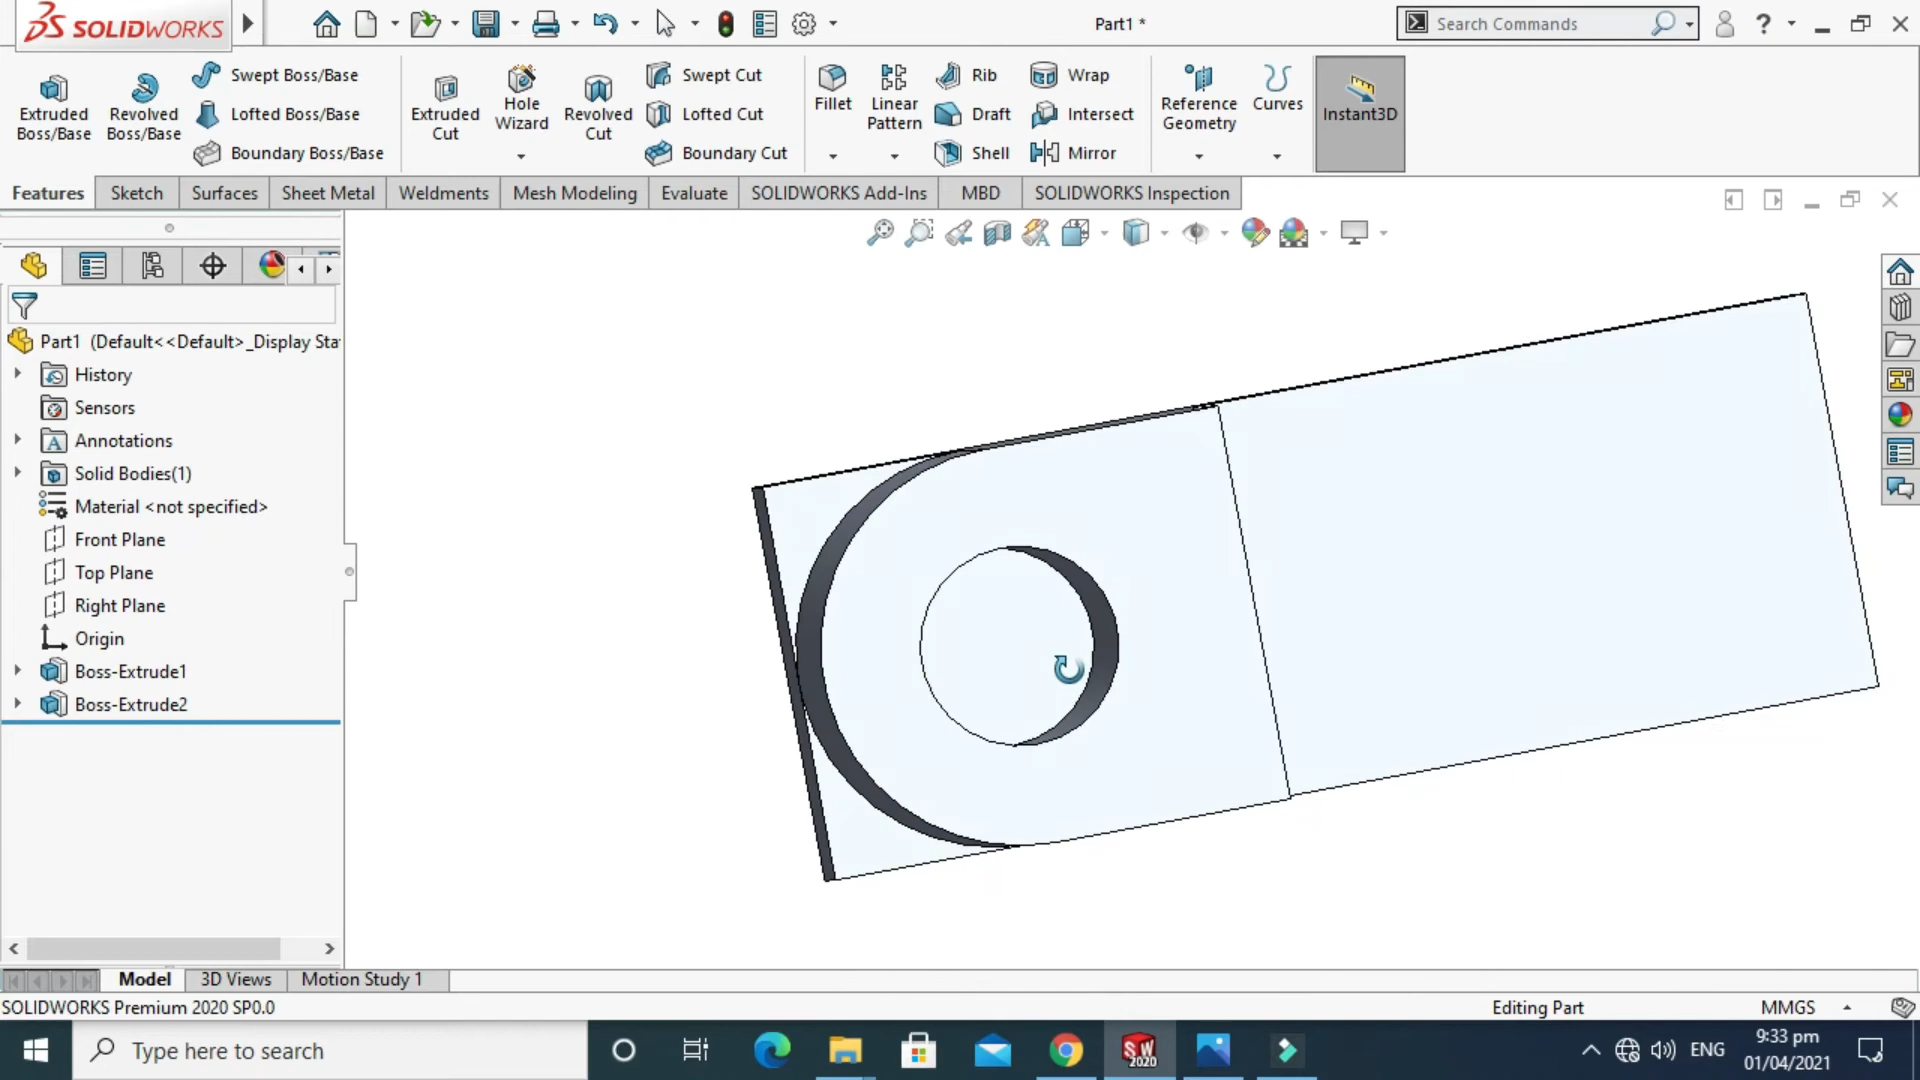 SOLIDWORKS
Part1 *
Search Commands
?
Extruded Boss/Base
Revolved Boss/Base
Swept Boss/Base
Lofted Boss/Base
Boundary Boss/Base
Extruded Cut
Hole Wizard
Revolved Cut
Swept Cut
Lofted Cut
Boundary Cut
Fillet
Linear Pattern
Rib
Draft
Shell
Wrap
Intersect
Mirror
Reference Geometry
Curves
Instant3D
Features Sketch Surfaces Sheet Metal Weldments Mesh Modeling Evaluate SOLIDWORKS Add-Ins MBD SOLIDWORKS Inspection
Part1 (Default<<Default>_Display Sta
History
Sensors
Annotations
Solid Bodies(1)
Material <not specified>
Front Plane
Top Plane
Right Plane
Origin
Boss-Extrude1
Boss-Extrude2
Model 3D Views Motion Study 1
SOLIDWORKS Premium 2020 SP0.0
Editing Part
MMGS
Type here to search
SW 2020
ENG
9:33 pm
01/04/2021